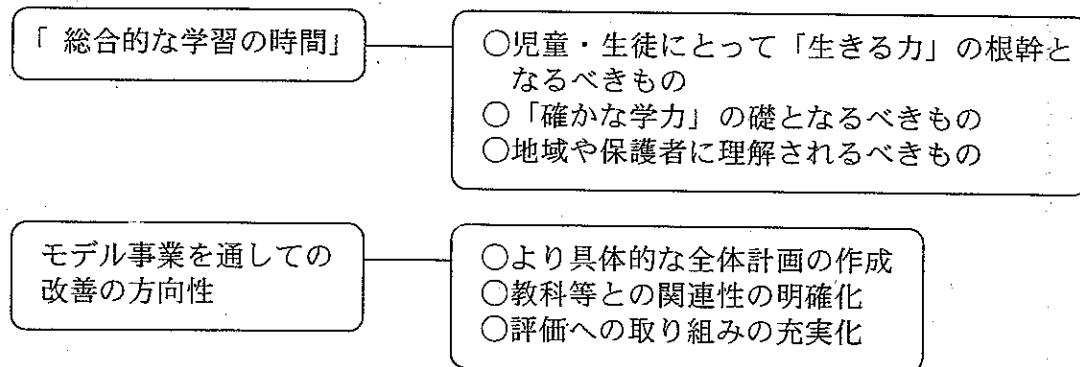 「 総合的な学習の時間」
○児童・生徒にとって「生きる力」の根幹と
なるべきもの
○「確かな学力」の礎となるべきもの
○地域や保護者に理解されるべきもの
モデル事業を通しての
改善の方向性
○より具体的な全体計画の作成
○教科等との関連性の明確化
○評価への取り組みの充実化